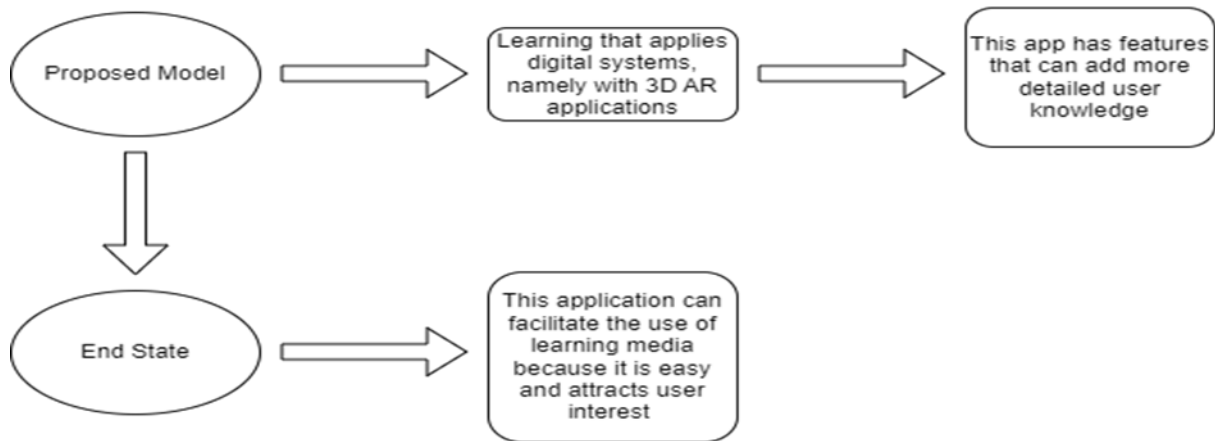 Proposed Model
Learning that applies
digital systems,
namely with 3D AR
applications
This app has features
that can add more
detailed user
knowledge
End State
This application can
facilitate the use of
learning media
because it is easy
and attracts user
interest